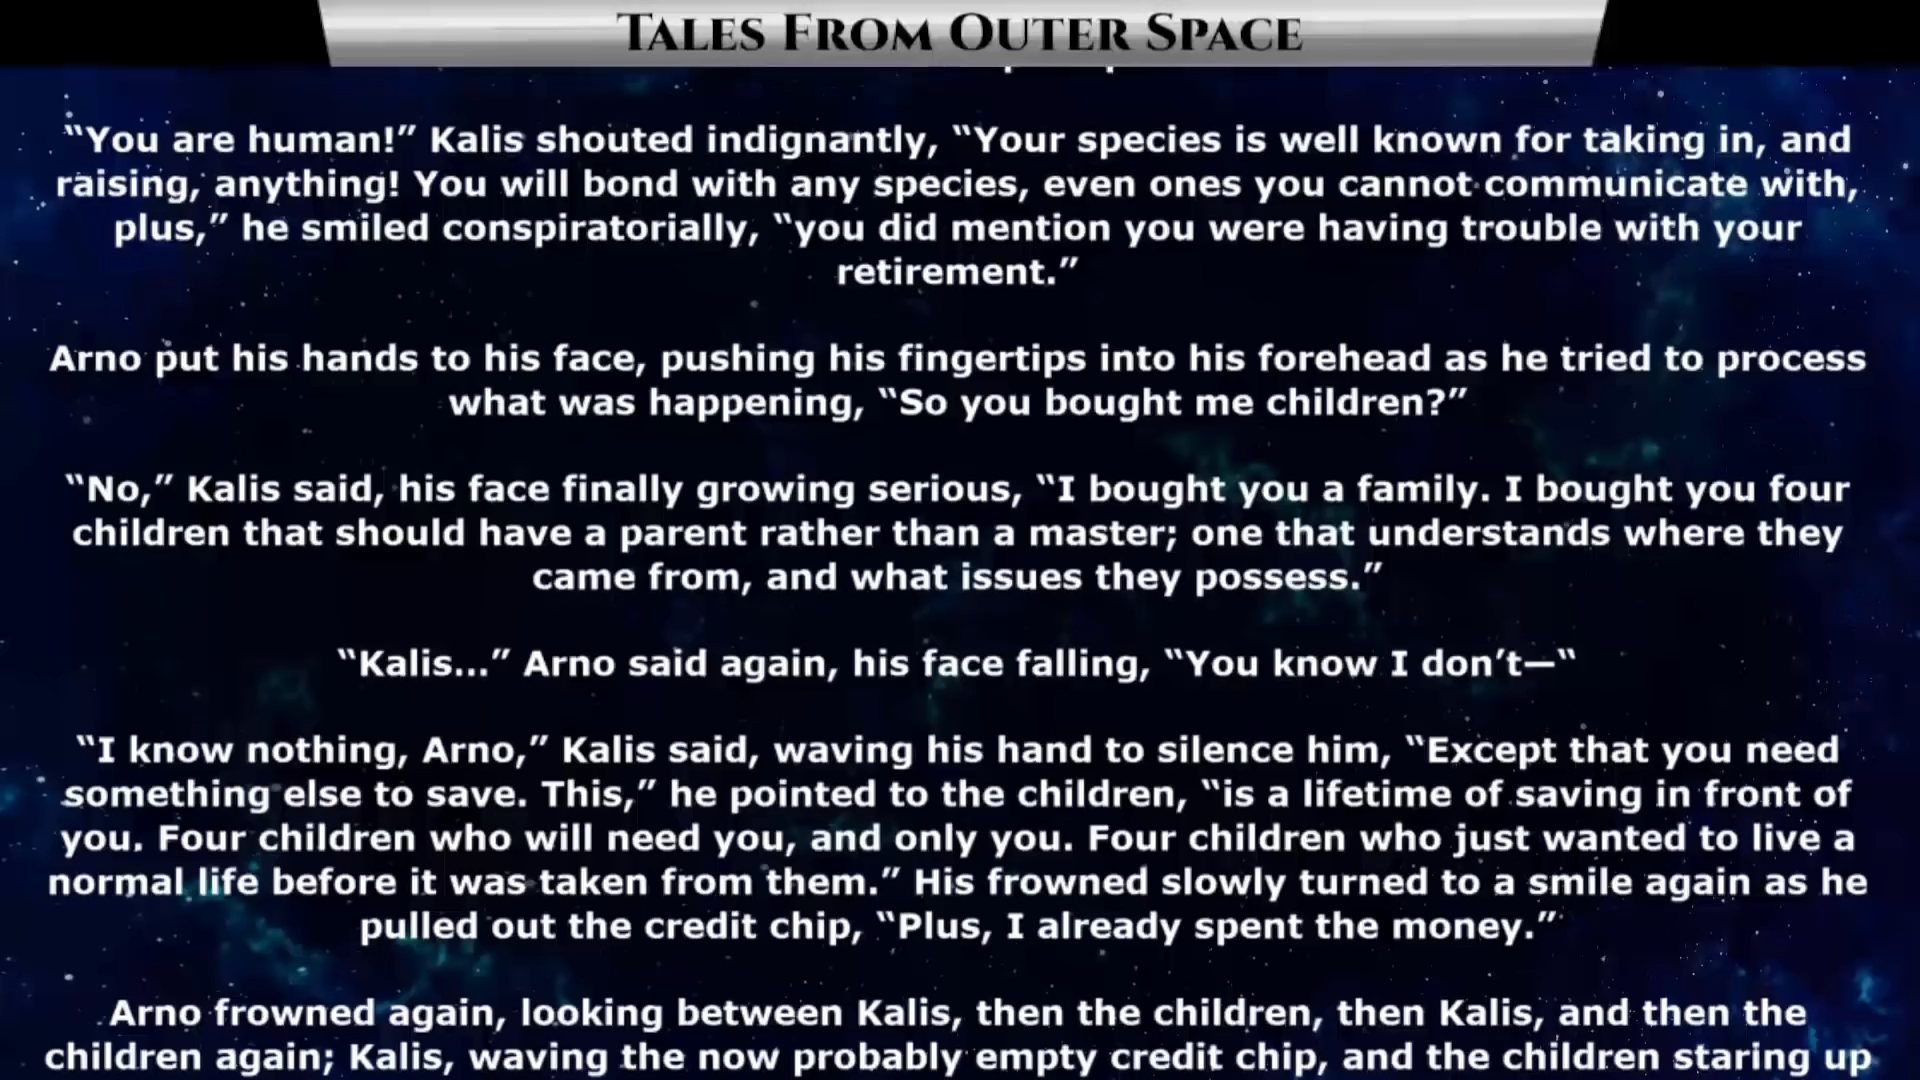 TALES FROM OUTER SPACE
“You are human!” Kalis shouted indignantly, “Your species is well known for taking in, and
raising, anything! You will bond with any species, even ones you cannot communicate with,
plus,” he smiled conspiratorially, “you did mention you were having trouble with your
retirement.”
Arno put his hands to his face, pushing his fingertips into his forehead as he tried to process
what was happening, “So you bought me children?”
“No,” Kalis said, his face finally growing serious, “I bought you a family. I bought you four
children that should have a parent rather than a master; one that understands where they
came from, and what issues they possess.”
“Kalis...” Arno said again, his face falling, “You know I don’t—“
“I know nothing, Arno,” Kalis said, waving his hand to silence him, “Except that you need
something else to save. This,” he pointed to the children, “is a lifetime of saving in front of
you. Four children who will need you, and only you. Four children who just wanted to live a
normal life before it was taken from them.” His frowned slowly turned to a smile again as he
pulled out the credit chip, “Plus, I already spent the money.”
Arno frowned again, looking between Kalis, then the children, then Kalis, and then the
children again; Kalis, waving the now probably empty credit chip, and the children staring up